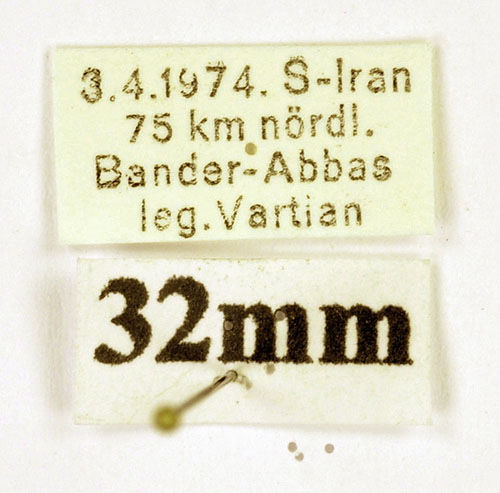 3.4.1974. S-Iran
75 km nördl.
Bander-Abbas
leg. Vartian
32mm